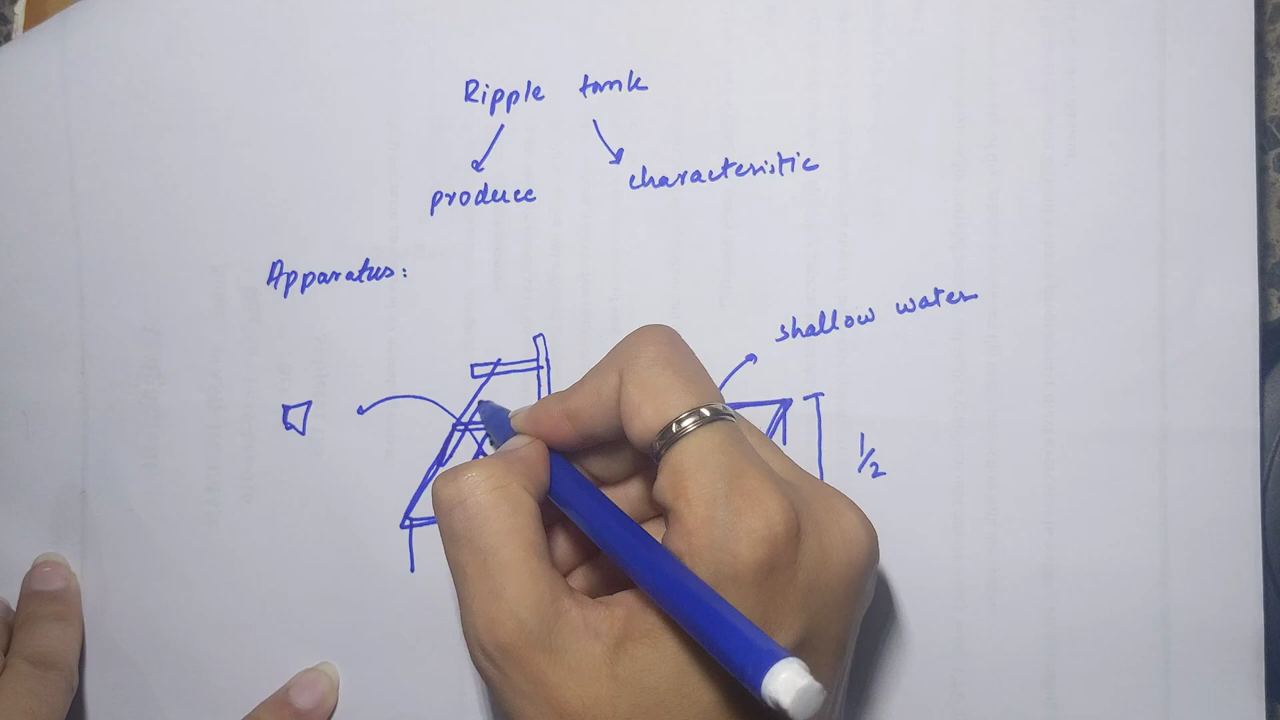 Ripple tank
produce characteristic
Apparatus:
shallow water
1/2